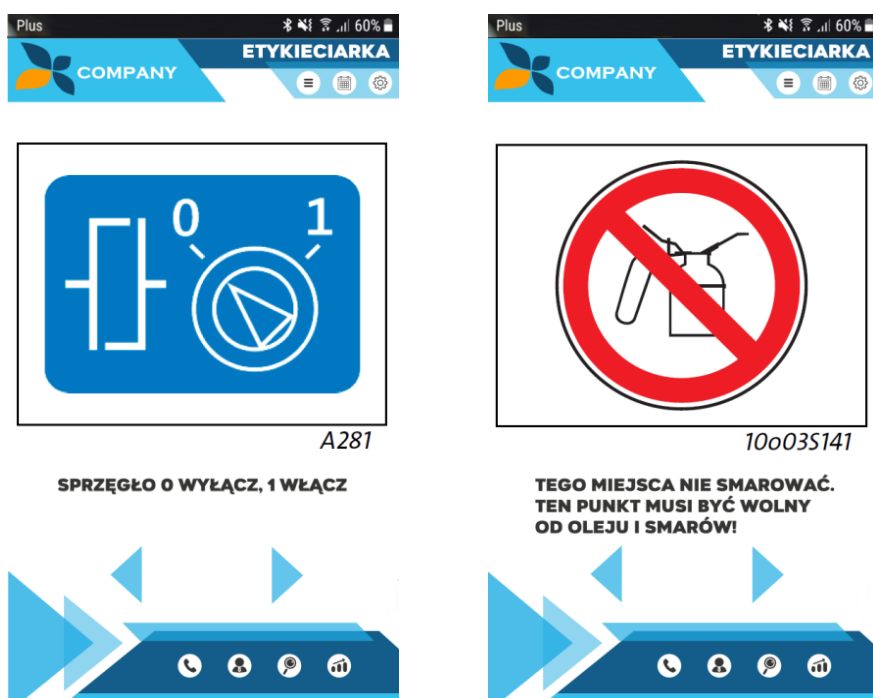 Plus
60%
ETYKIECIARKA
COMPANY
0 1
A281
SPRZĘGŁO 0 WYŁĄCZ, 1 WŁĄCZ
Plus
60%
ETYKIECIARKA
COMPANY
10o03S141
TEGO MIEJSCA NIE SMAROWAĆ.
TEN PUNKT MUSI BYĆ WOLNY
OD OLEJU I SMARÓW!